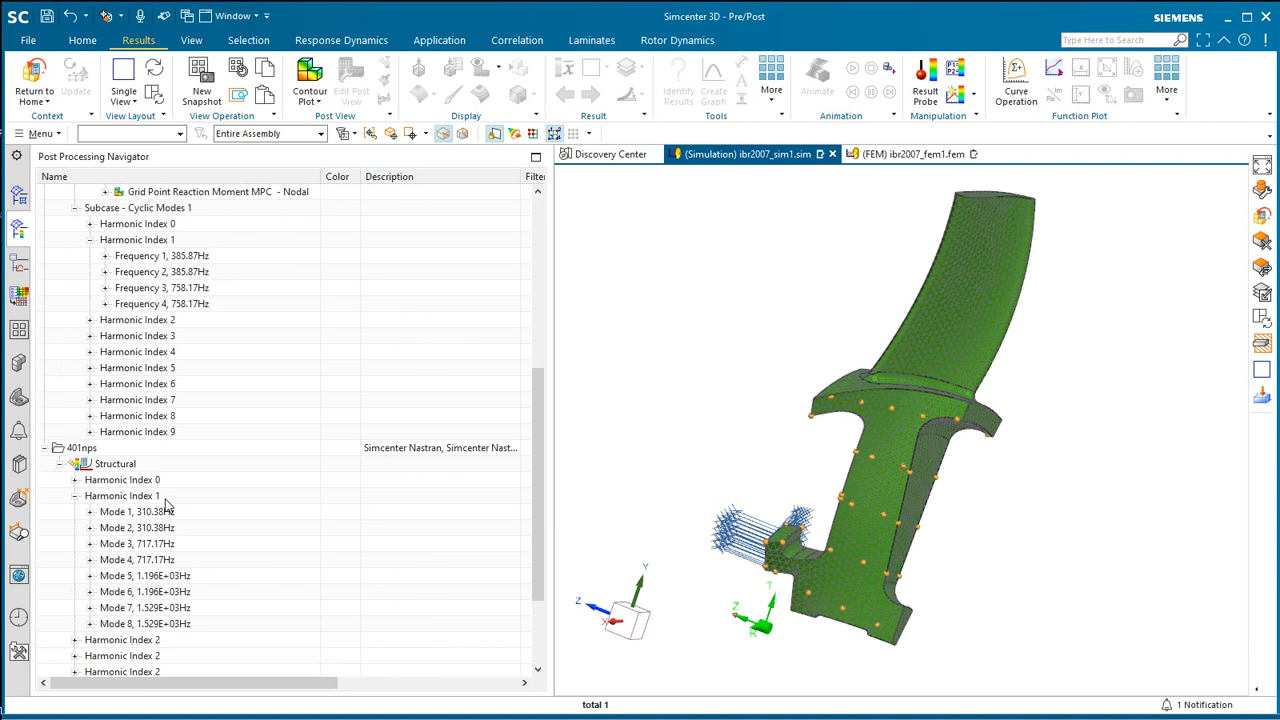 SC Window Simcenter 3D - Pre/Post SIEMENS
File Home Results View Selection Response Dynamics Application Correlation Laminates Rotor Dynamics Type Here to Search
Return to Home Update Single View New Snapshot Contour Plot Edit Post View Identify Results Create Graph More Animate Result Probe Curve Operation More
Context View Layout View Operation Post View Display Result Tools Animation Manipulation Function Plot
Menu Entire Assembly
Post Processing Navigator
Discovery Center (Simulation) ibr2007_sim1.sim (FEM) ibr2007_fem1.fem
Name Color Description Filter
Grid Point Reaction Moment MPC - Nodal
Subcase - Cyclic Modes 1
Harmonic Index 0
Harmonic Index 1
Frequency 1, 385.87Hz
Frequency 2, 385.87Hz
Frequency 3, 758.17Hz
Frequency 4, 758.17Hz
Harmonic Index 2
Harmonic Index 3
Harmonic Index 4
Harmonic Index 5
Harmonic Index 6
Harmonic Index 7
Harmonic Index 8
Harmonic Index 9
401nps Simcenter Nastran, Simcenter Nast...
Structural
Harmonic Index 0
Harmonic Index 1
Mode 1, 310.38Hz
Mode 2, 310.38Hz
Mode 3, 717.17Hz
Mode 4, 717.17Hz
Mode 5, 1.196E+03Hz
Mode 6, 1.196E+03Hz
Mode 7, 1.529E+03Hz
Mode 8, 1.529E+03Hz
Harmonic Index 2
Harmonic Index 2
Harmonic Index 2
Y
Z
X
T
Z
R
total 1
1 Notification